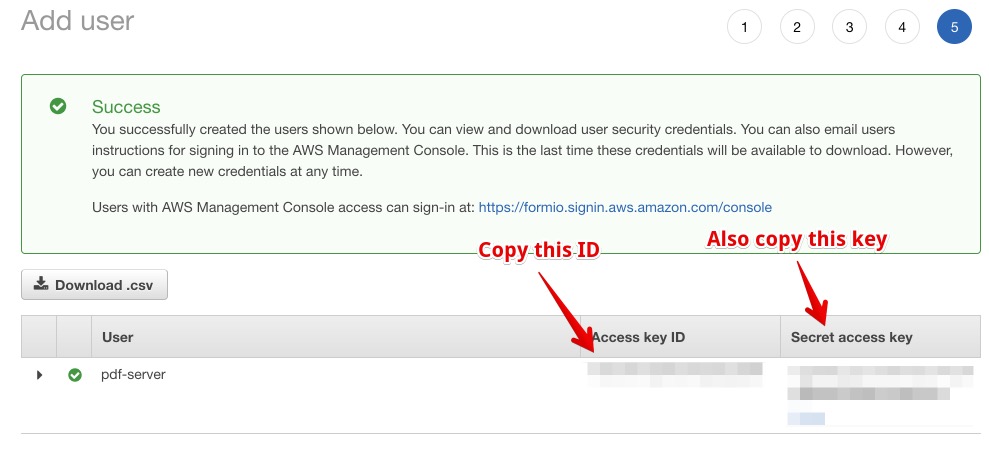 Add user
1 2 3 4 5
Success
You successfully created the users shown below. You can view and download user security credentials. You can also email users
instructions for signing in to the AWS Management Console. This is the last time these credentials will be available to download. However,
you can create new credentials at any time.
Users with AWS Management Console access can sign-in at: https://formio.signin.aws.amazon.com/console
Copy this ID
Also copy this key
Download .csv
User Access key ID Secret access key
pdf-server